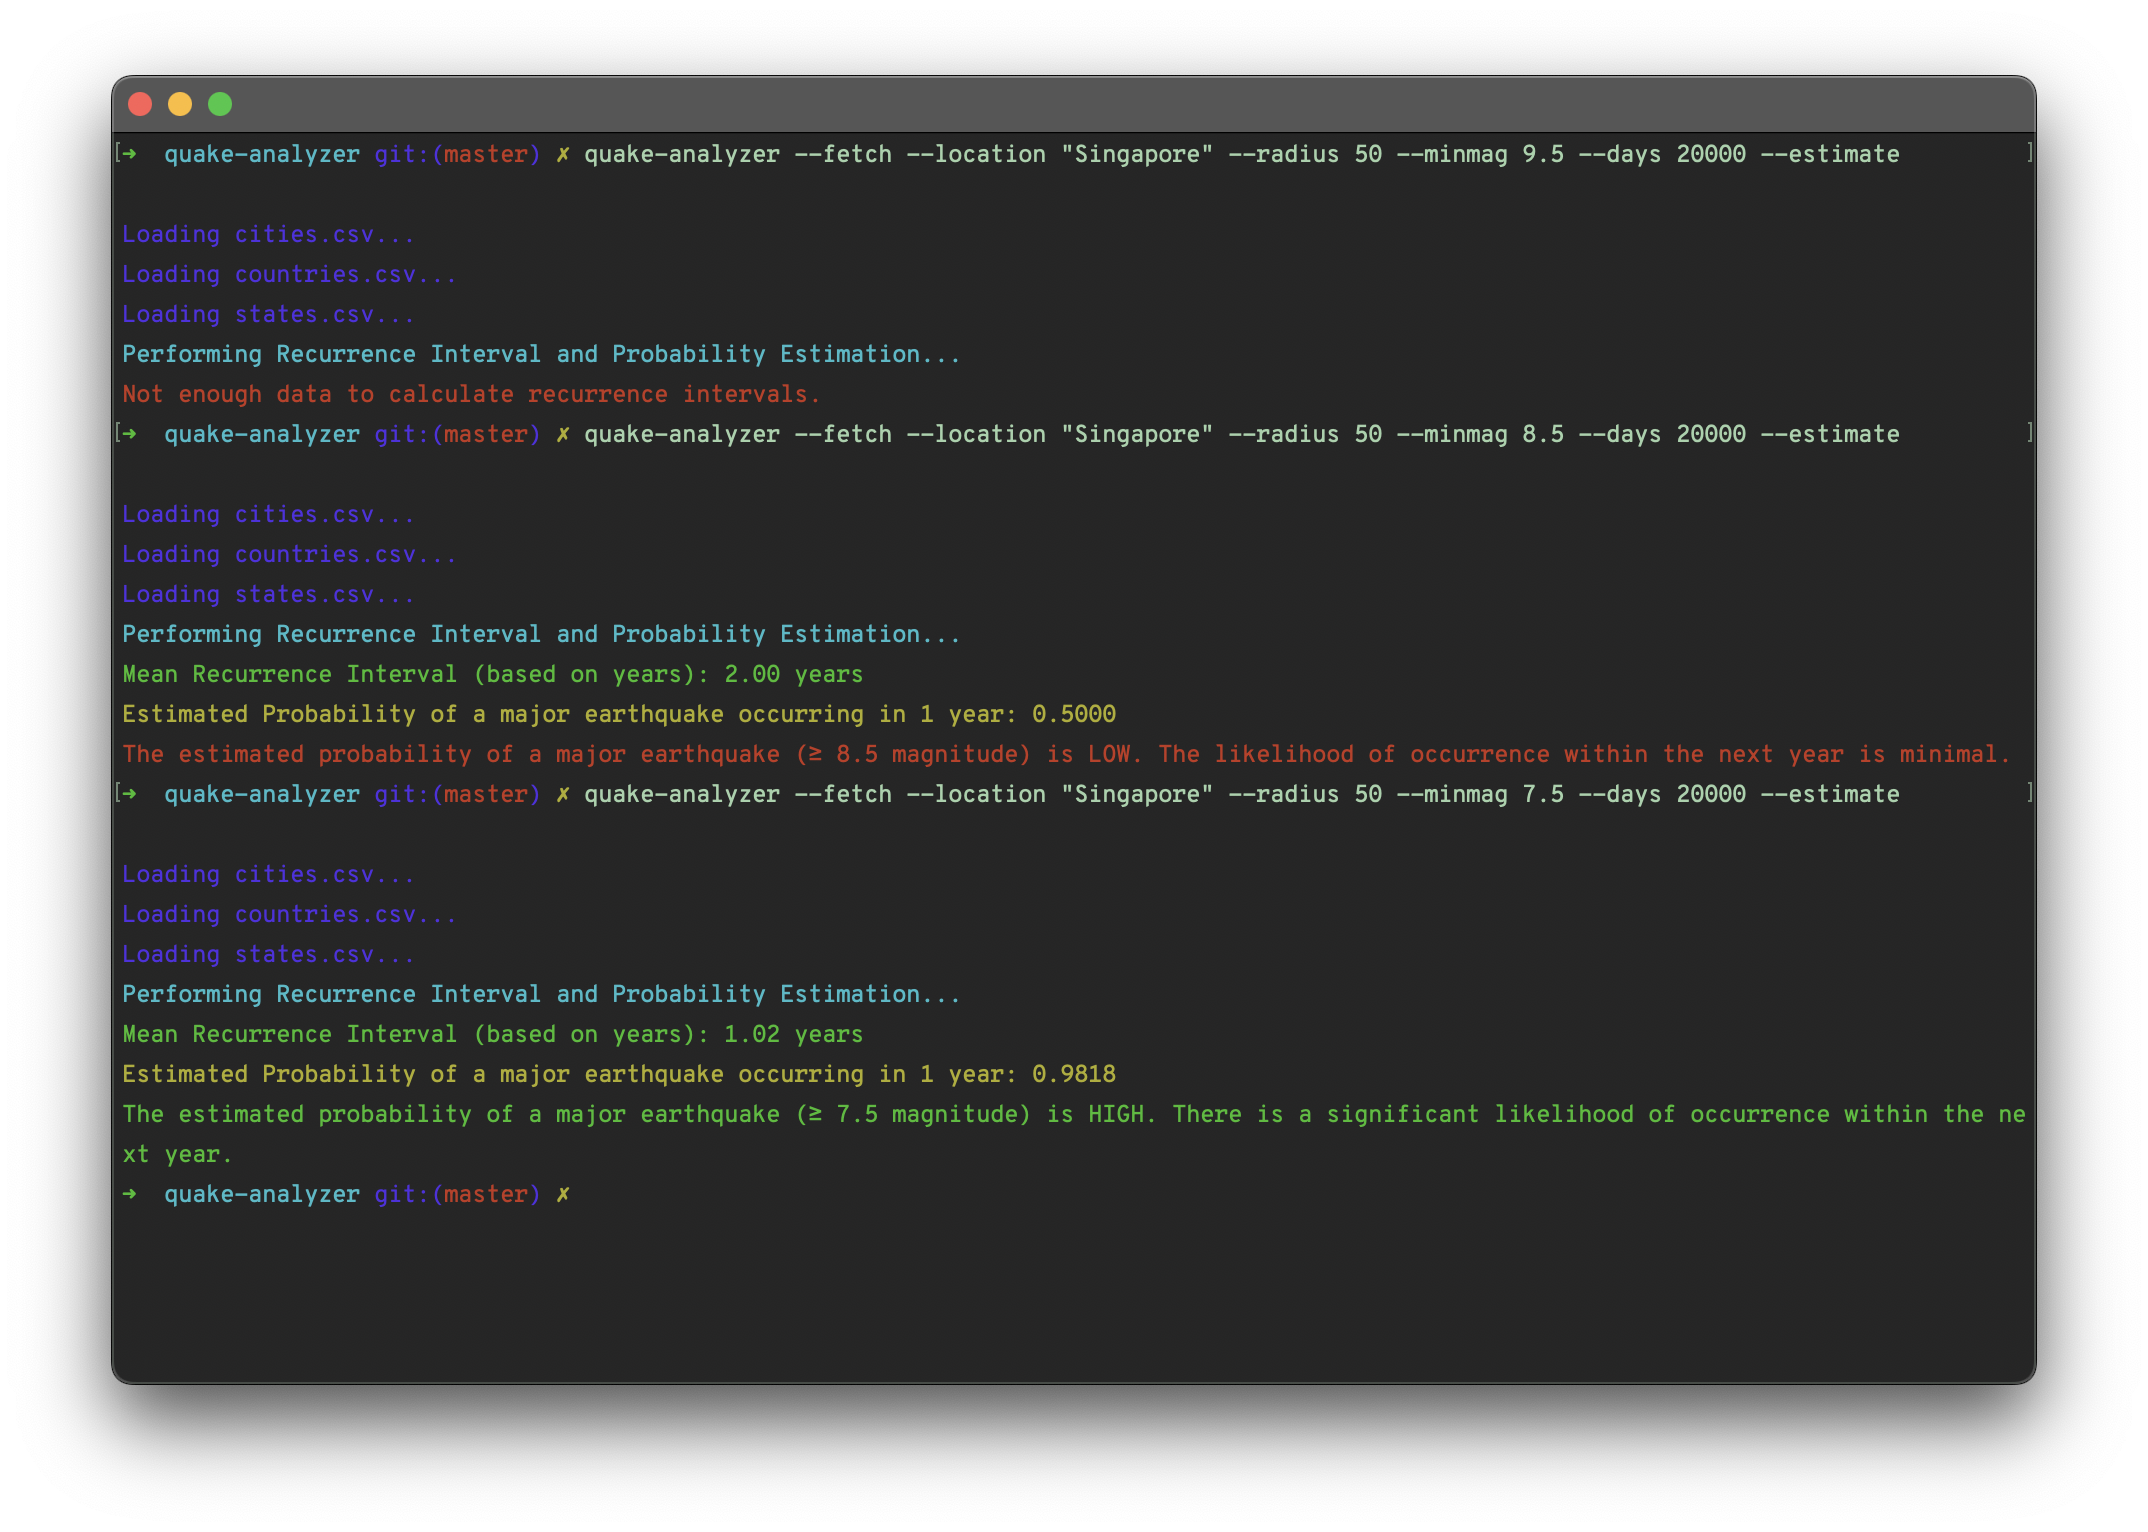 [➜  quake-analyzer git:(master) ✗ quake-analyzer --fetch --location "Singapore" --radius 50 --minmag 9.5 --days 20000 --estimate ]
Loading cities.csv...
Loading countries.csv...
Loading states.csv...
Performing Recurrence Interval and Probability Estimation...
Not enough data to calculate recurrence intervals.
[➜  quake-analyzer git:(master) ✗ quake-analyzer --fetch --location "Singapore" --radius 50 --minmag 8.5 --days 20000 --estimate ]
Loading cities.csv...
Loading countries.csv...
Loading states.csv...
Performing Recurrence Interval and Probability Estimation...
Mean Recurrence Interval (based on years): 2.00 years
Estimated Probability of a major earthquake occurring in 1 year: 0.5000
The estimated probability of a major earthquake (≥ 8.5 magnitude) is LOW. The likelihood of occurrence within the next year is minimal.
[➜  quake-analyzer git:(master) ✗ quake-analyzer --fetch --location "Singapore" --radius 50 --minmag 7.5 --days 20000 --estimate ]
Loading cities.csv...
Loading countries.csv...
Loading states.csv...
Performing Recurrence Interval and Probability Estimation...
Mean Recurrence Interval (based on years): 1.02 years
Estimated Probability of a major earthquake occurring in 1 year: 0.9818
The estimated probability of a major earthquake (≥ 7.5 magnitude) is HIGH. There is a significant likelihood of occurrence within the ne
xt year.
➜  quake-analyzer git:(master) ✗